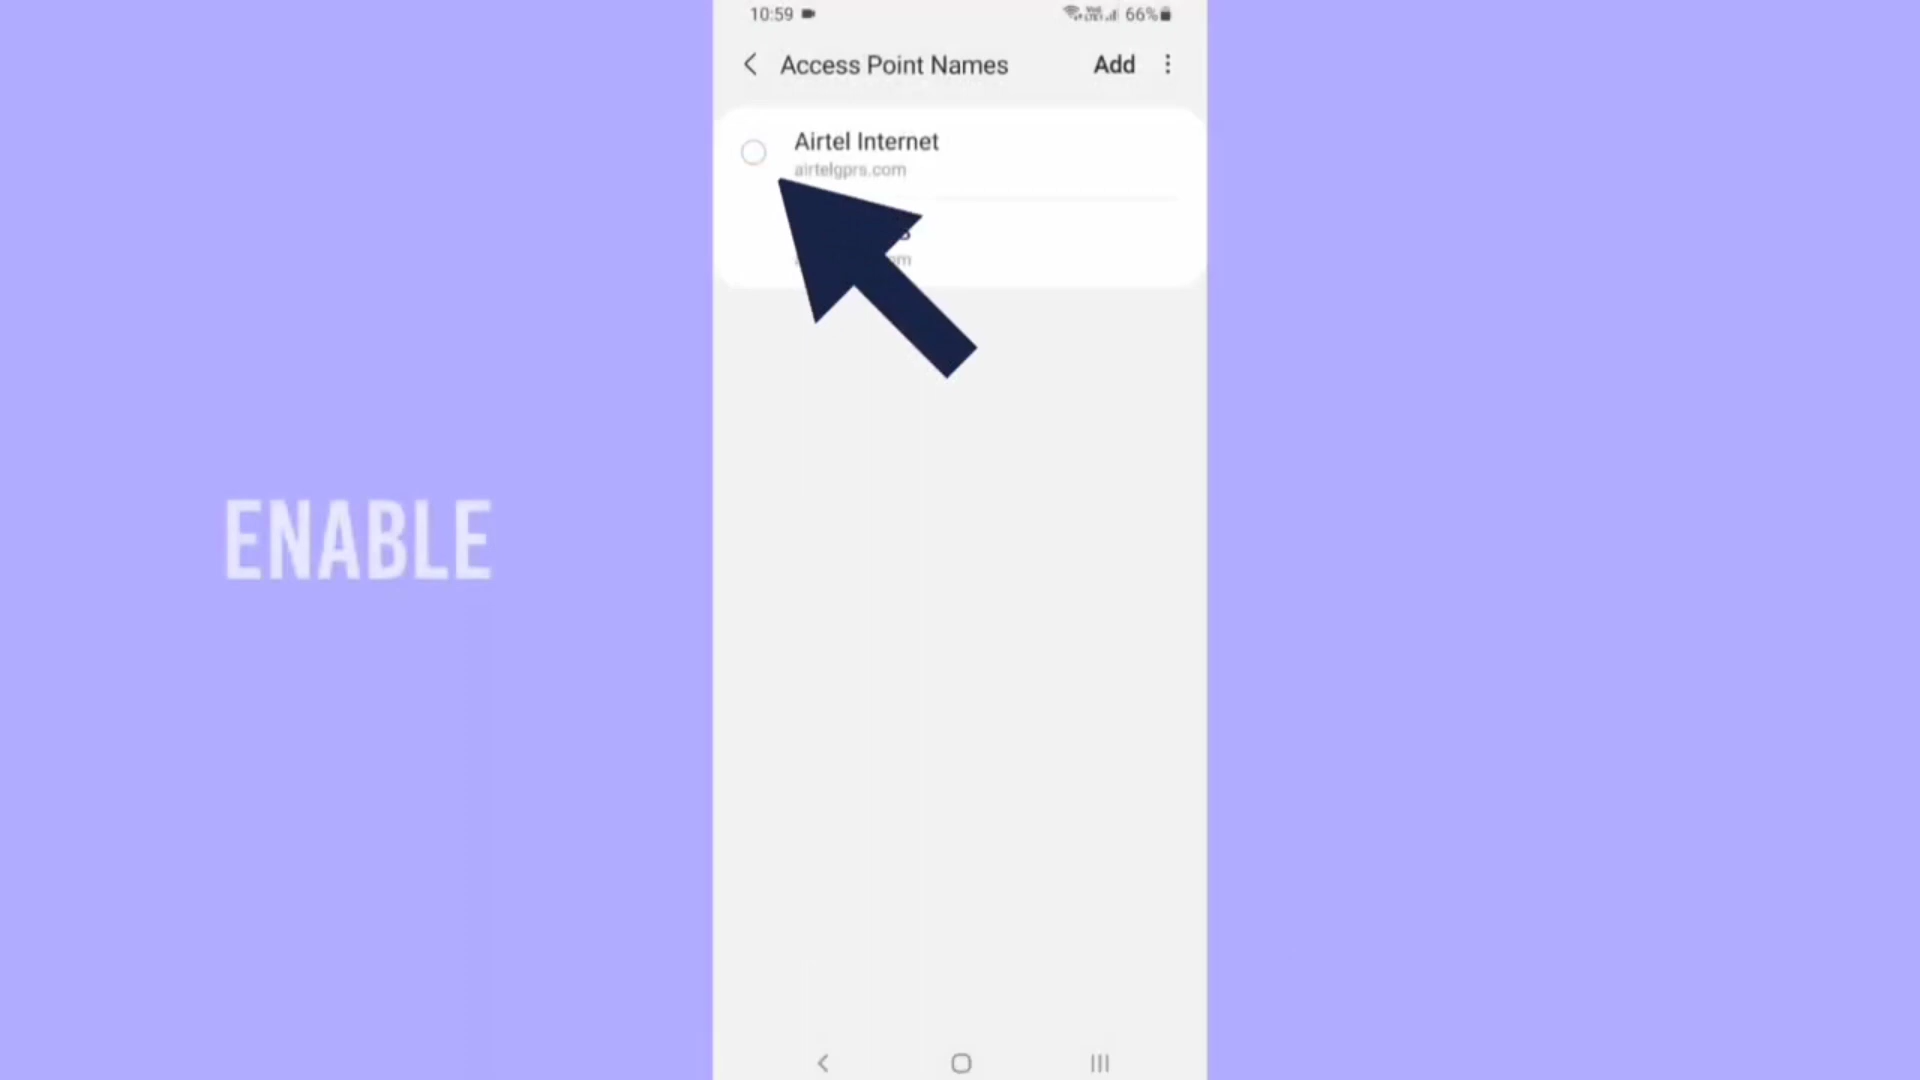 10:59
66%
Access Point Names
Add
Airtel Internet
airtelgprs.com
ENABLE